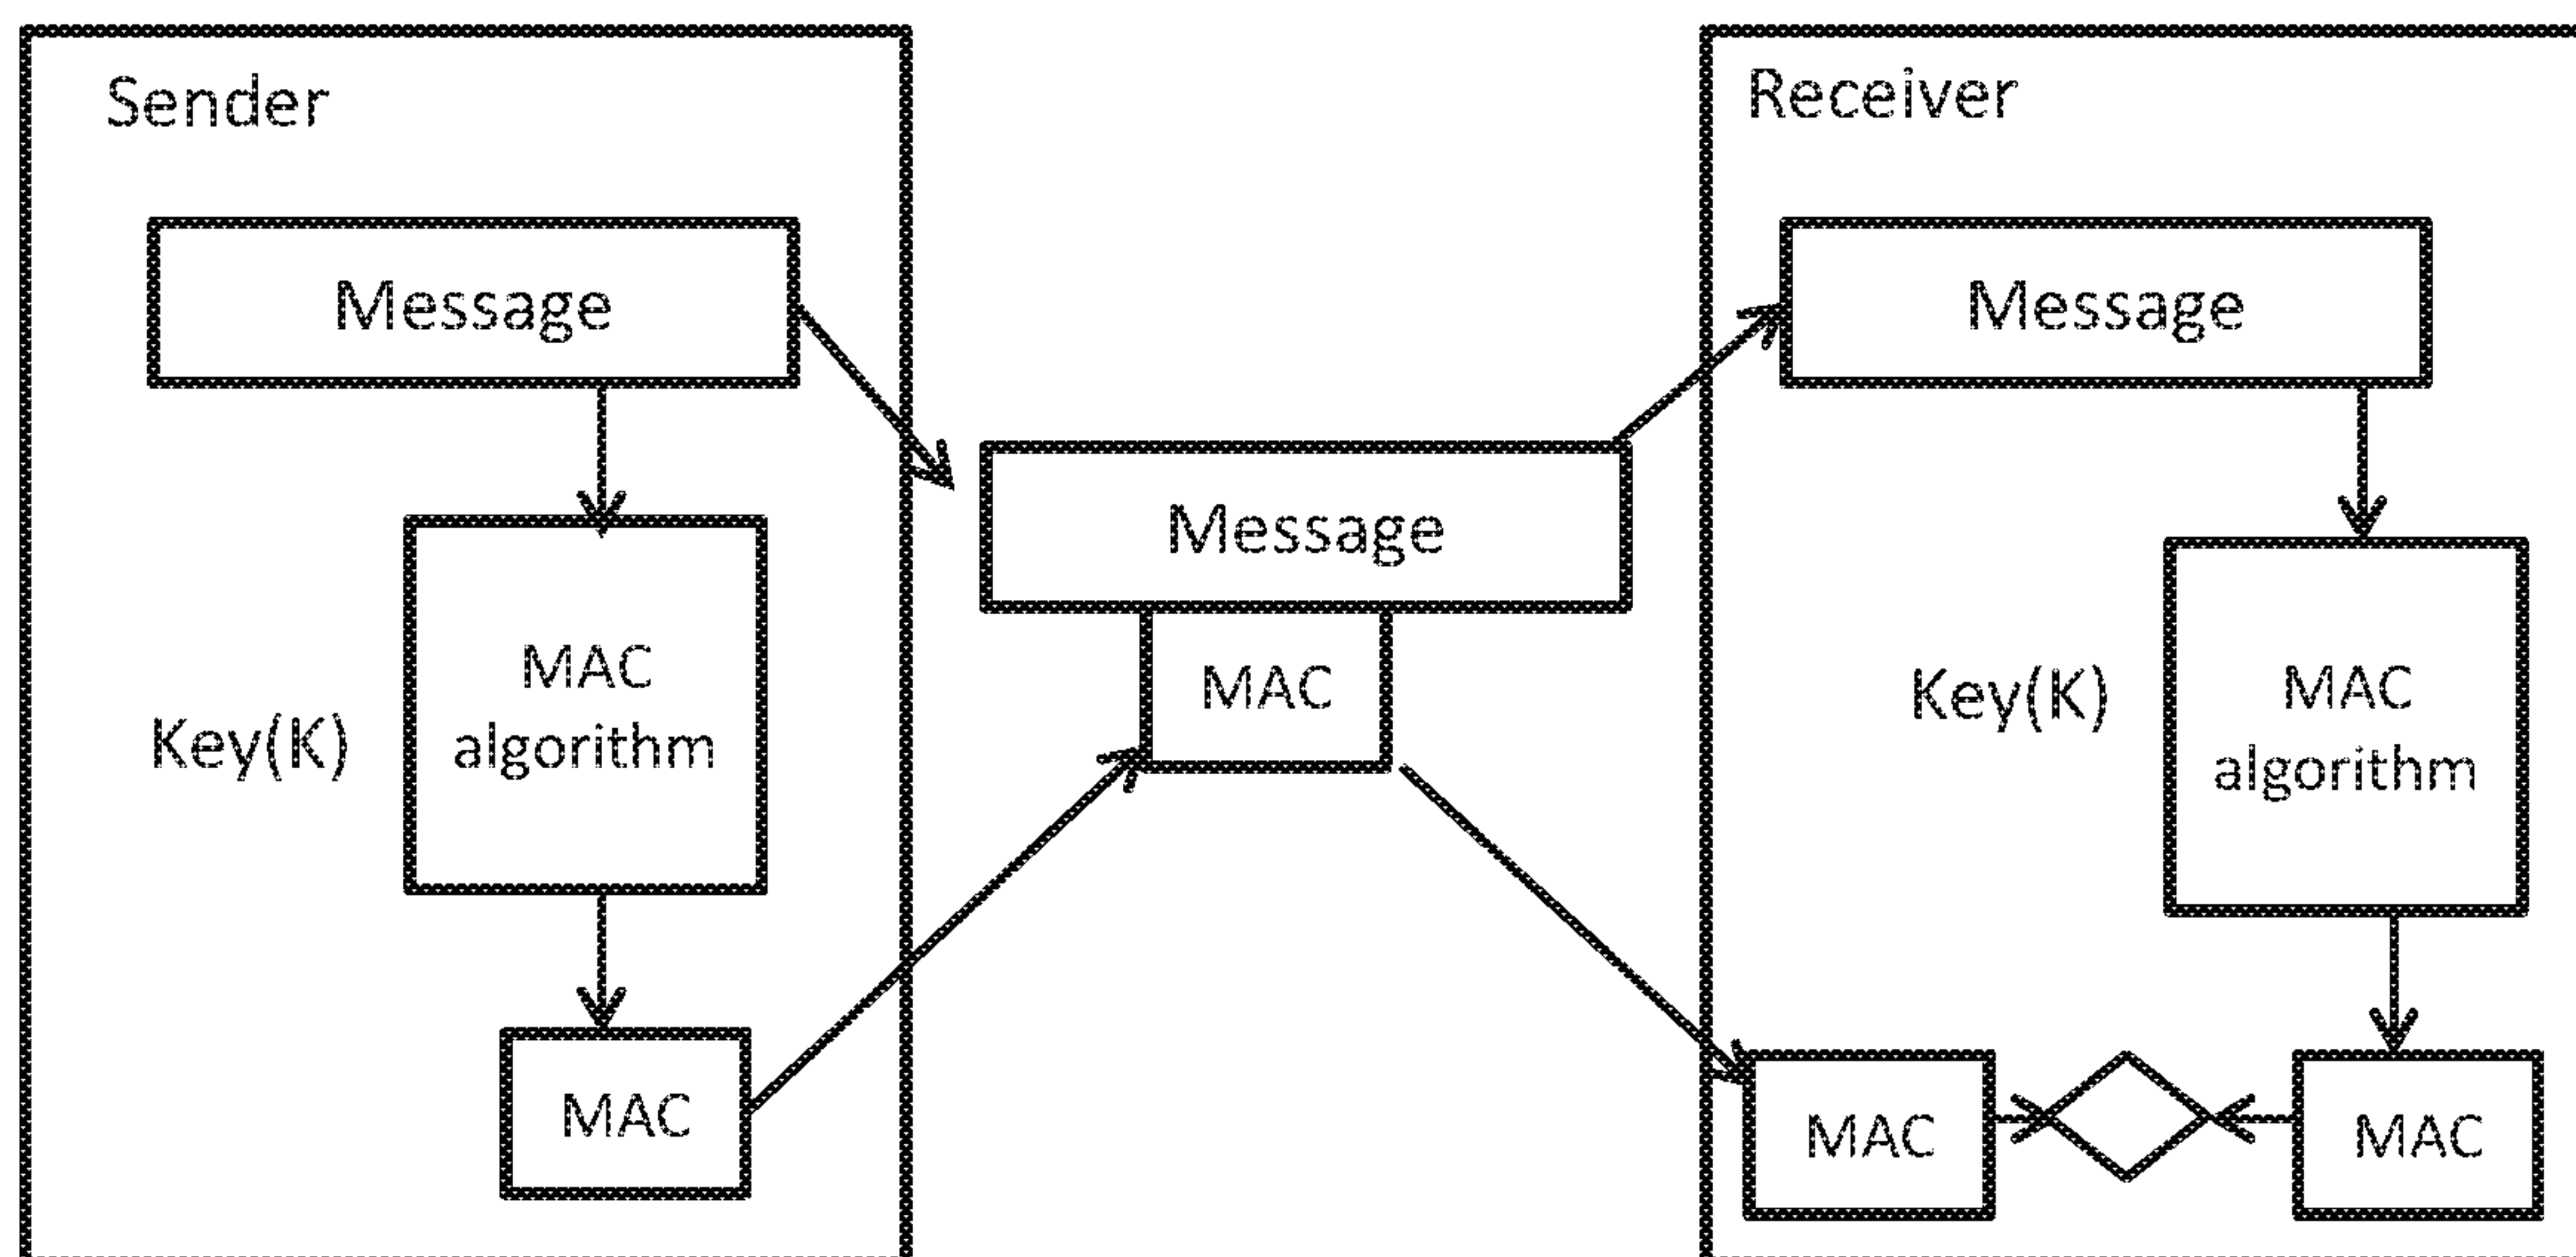 Sender
Message
MAC
algorithm
Key(K)
MAC
Message
MAC
Receiver
Message
Key(K)
MAC
algorithm
MAC
MAC